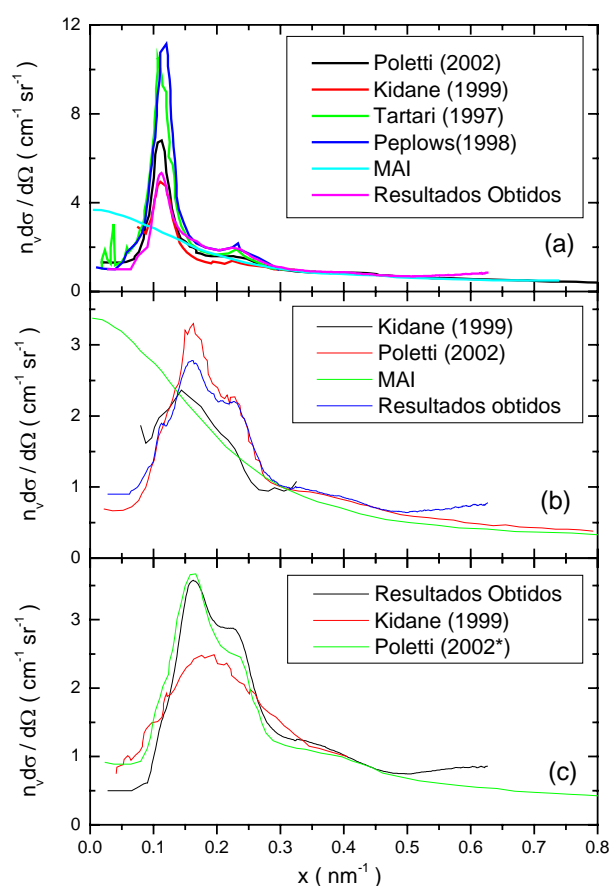 12
8
4
0
n_v dσ / dΩ ( cm⁻¹ sr⁻¹ )
Poletti (2002)
Kidane (1999)
Tartari (1997)
Peplows(1998)
MAI
Resultados Obtidos
(a)
3
2
1
0
n_v dσ / dΩ ( cm⁻¹ sr⁻¹ )
Kidane (1999)
Poletti (2002)
MAI
Resultados obtidos
(b)
3
2
1
0
n_v dσ / dΩ ( cm⁻¹ sr⁻¹ )
Resultados Obtidos
Kidane (1999)
Poletti (2002*)
(c)
0.0 0.1 0.2 0.3 0.4 0.5 0.6 0.7 0.8
x ( nm⁻¹ )